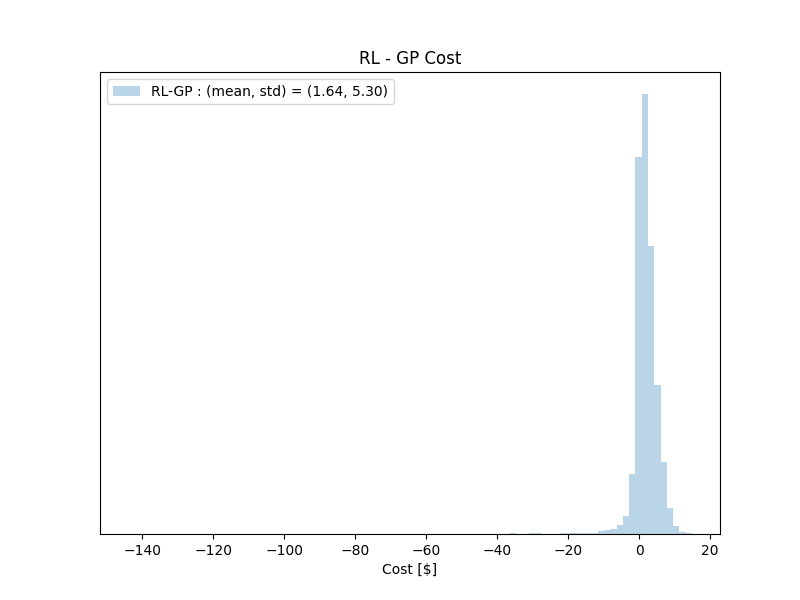 RL - GP Cost
RL-GP : (mean, std) = (1.64, 5.30)
−140 −120 −100 −80 −60 −40 −20 0 20
Cost [$]